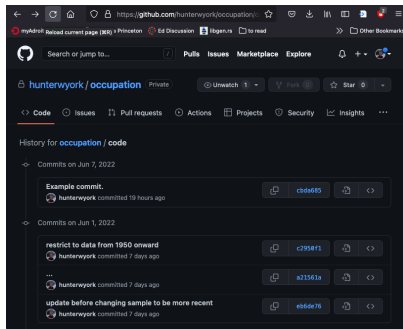 https://github.com/hunterwyork/occupation/c
myAdroit
Reload current page (⌘R)
Princeton
Ed Discussion
libgen.rs
to read
Other Bookmarks
Search or jump to...
/
Pulls Issues Marketplace Explore
hunterwyork / occupation Private
Unwatch 1
Fork 0
Star 0
Code Issues Pull requests Actions Projects Security Insights ...
History for occupation / code
Commits on Jun 7, 2022
Example commit.
cbda685
hunterwyork committed 19 hours ago
Commits on Jun 1, 2022
restrict to data from 1950 onward
c2950f1
hunterwyork committed 7 days ago
...
a21561a
hunterwyork committed 7 days ago
update before changing sample to be more recent
eb6de76
hunterwyork committed 7 days ago